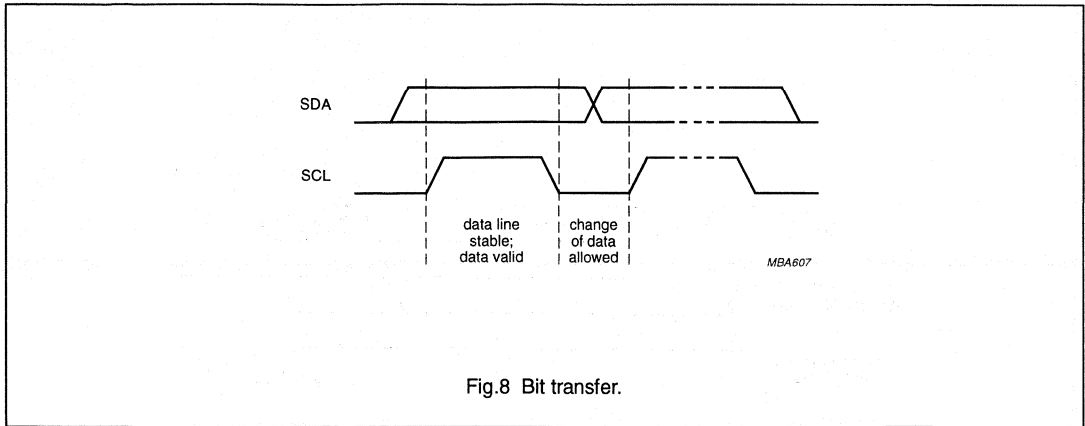 SDA
SCL
data line
stable;
data valid
change
of data
allowed
MBA607
Fig.8 Bit transfer.